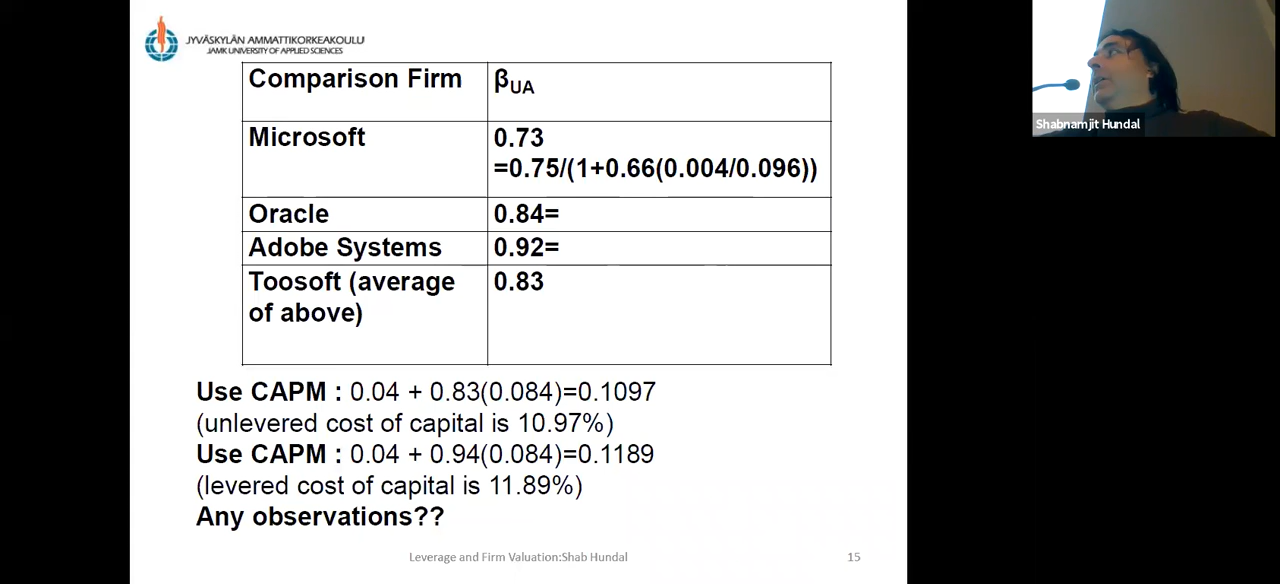 JYVÄSKYLÄN AMMATTIKORKEAKOULU
JAMK UNIVERSITY OF APPLIED SCIENCES
Shabnamjit Hundal
Comparison Firm βUA
Microsoft 0.73
=0.75/(1+0.66(0.004/0.096))
Oracle 0.84=
Adobe Systems 0.92=
Toosoft (average 0.83
of above)
Use CAPM : 0.04 + 0.83(0.084)=0.1097
(unlevered cost of capital is 10.97%)
Use CAPM : 0.04 + 0.94(0.084)=0.1189
(levered cost of capital is 11.89%)
Any observations??
Leverage and Firm Valuation:Shab Hundal 15